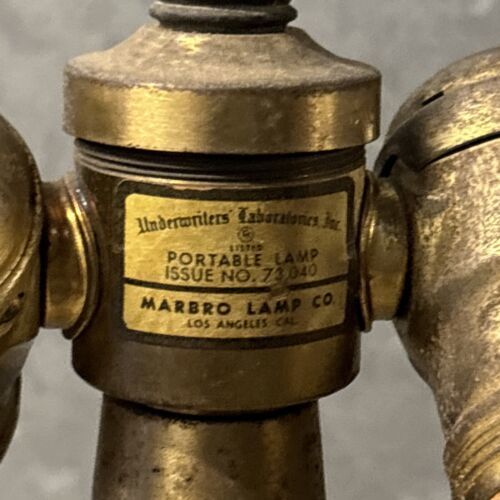 Underwriters' Laboratories, Inc.
LISTED
PORTABLE LAMP
ISSUE NO. 73,040
MARBRO LAMP CO.
LOS ANGELES CAL.